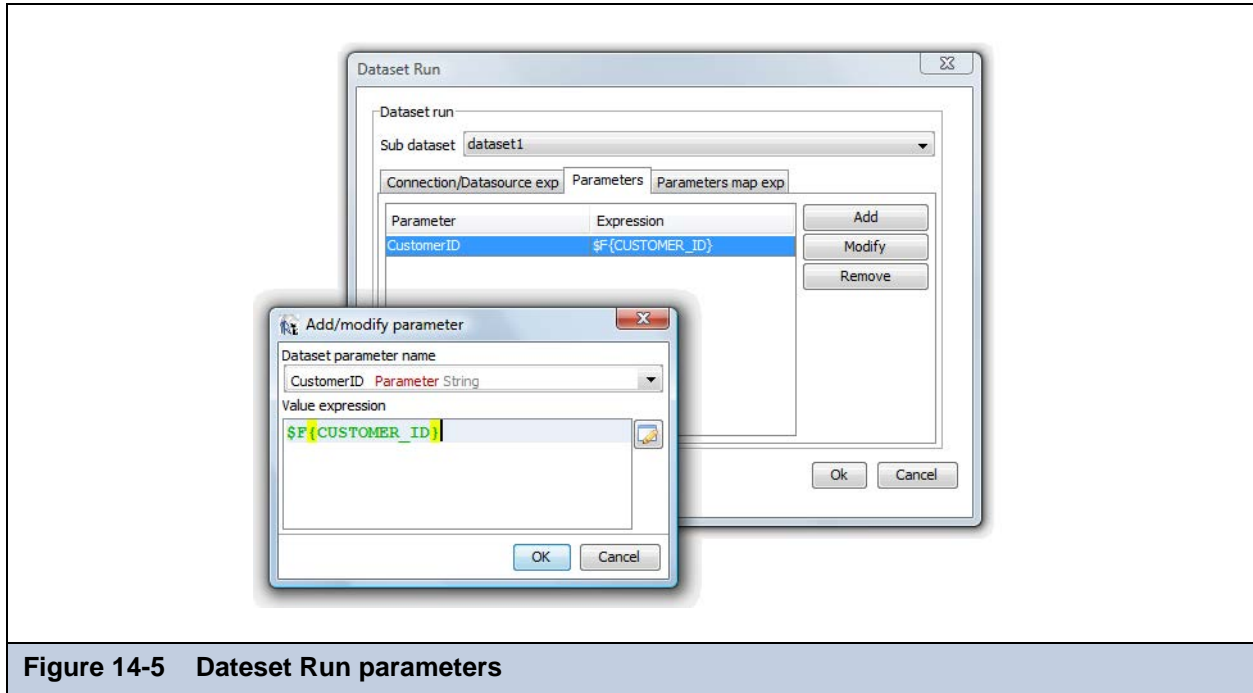 Dataset Run
Dataset run
Sub dataset dataset1
Connection/Datasource exp Parameters Parameters map exp
Parameter Expression
CustomerID $F{CUSTOMER_ID}
Add
Modify
Remove
Add/modify parameter
Dataset parameter name
CustomerID Parameter String
Value expression
$F{CUSTOMER_ID}
OK Cancel
Ok Cancel
Figure 14-5 Dateset Run parameters